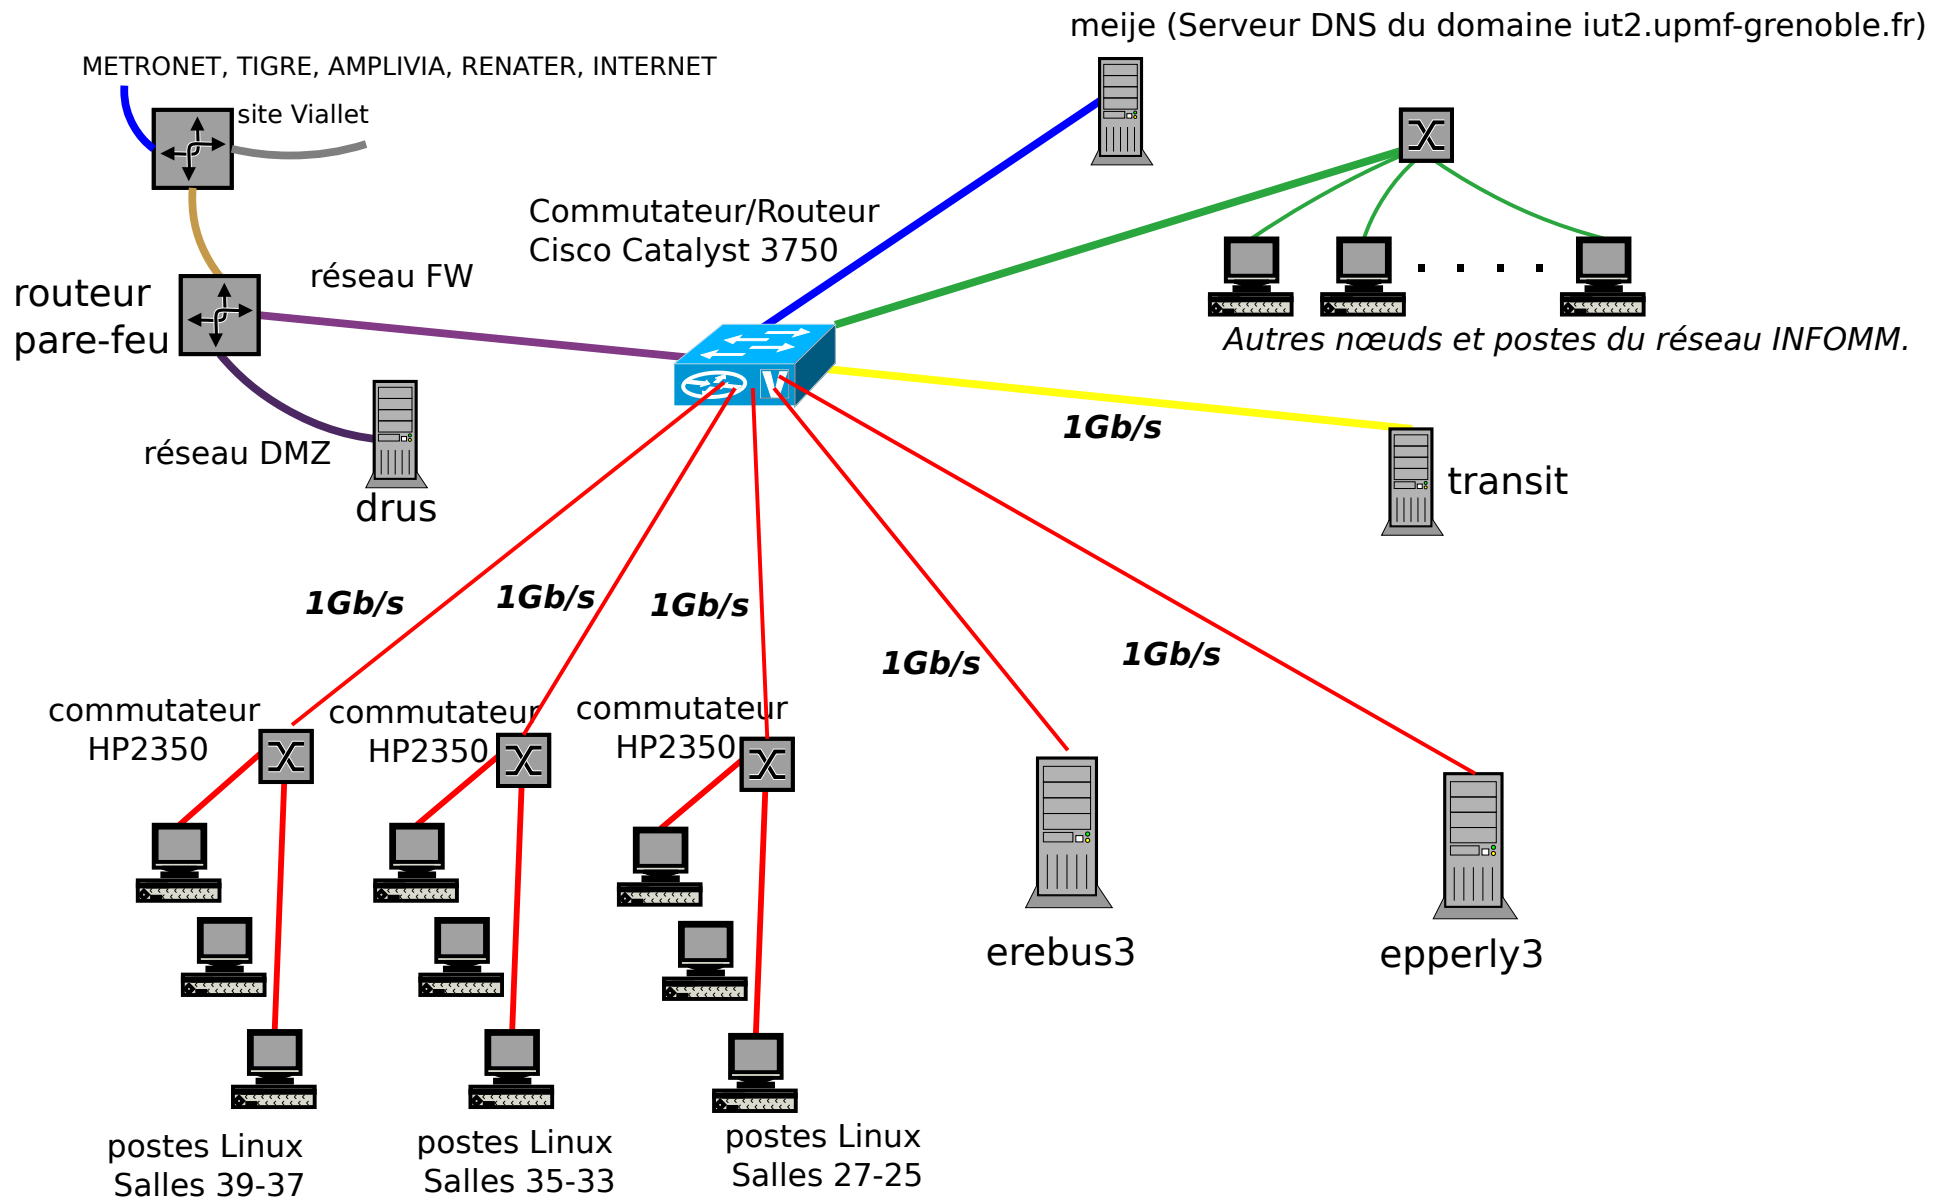 meije (Serveur DNS du domaine iut2.upmf-grenoble.fr)
METRONET, TIGRE, AMPLIVIA, RENATER, INTERNET
site Viallet
Commutateur/Routeur
Cisco Catalyst 3750
réseau FW
routeur
pare-feu
Autres nœuds et postes du réseau INFOMM.
1Gb/s
réseau DMZ
transit
drus
1Gb/s
1Gb/s
1Gb/s
1Gb/s
1Gb/s
commutateur
HP2350
commutateur
HP2350
commutateur
HP2350
erebus3
epperly3
postes Linux
Salles 39-37
postes Linux
Salles 35-33
postes Linux
Salles 27-25